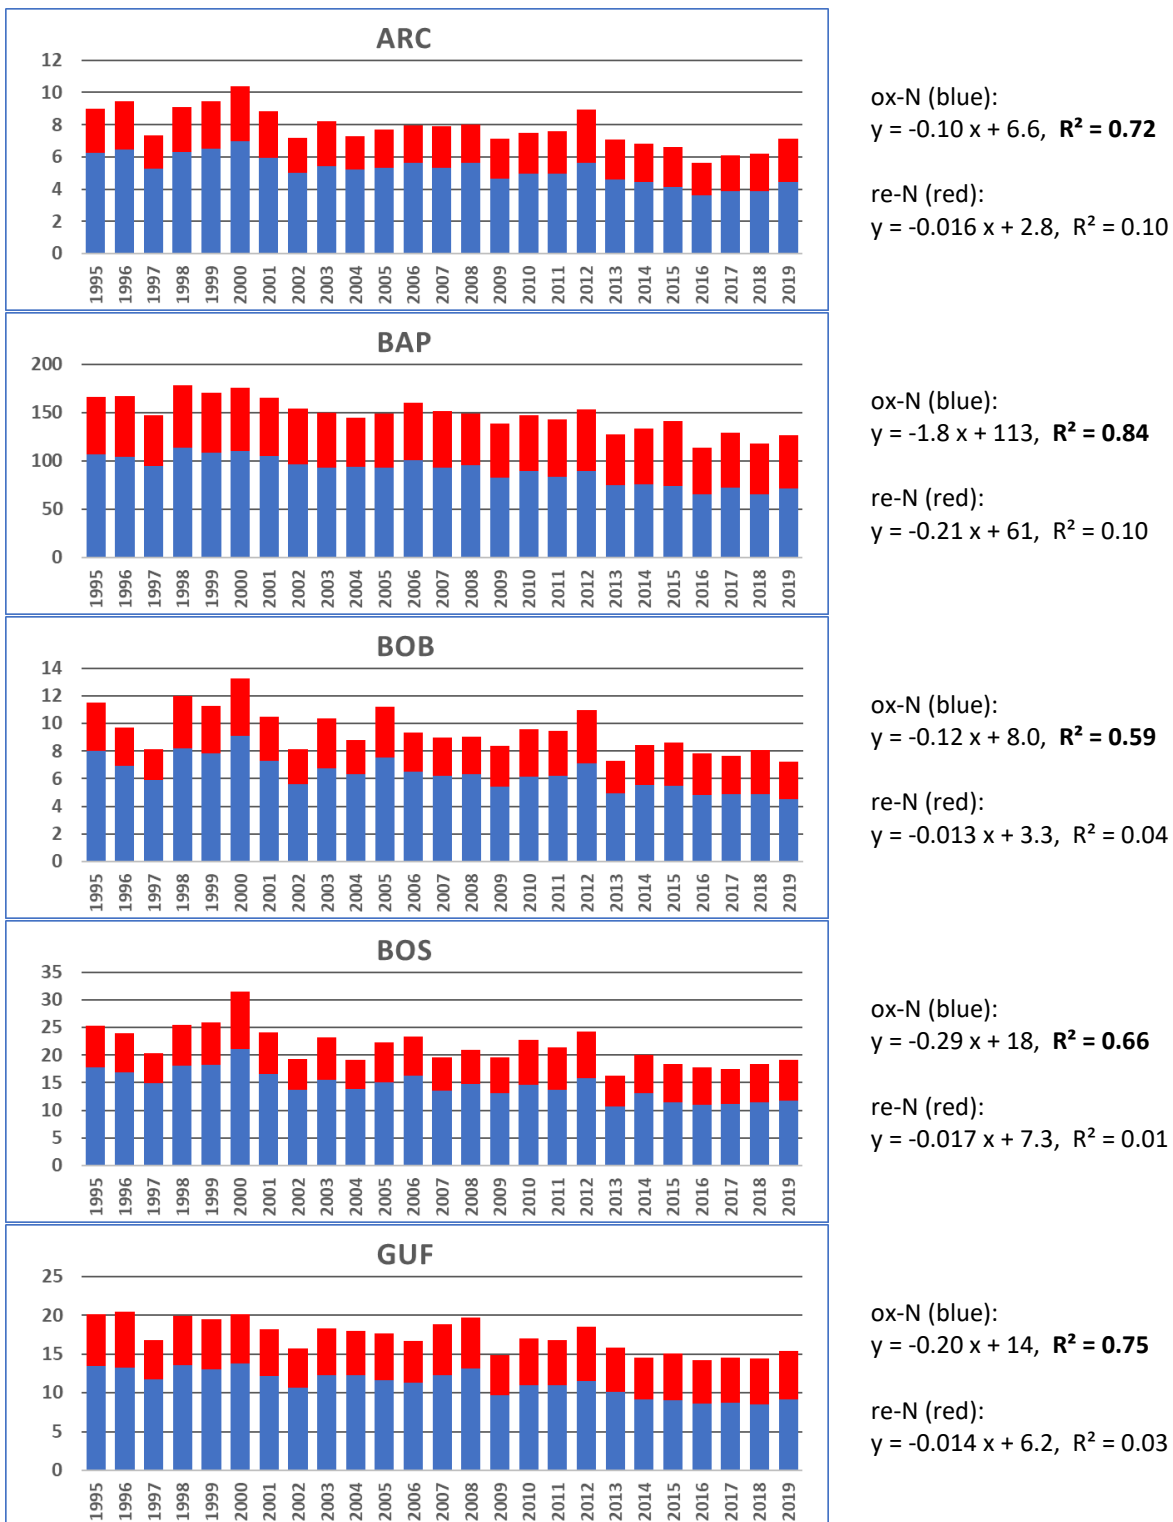 ARC
12
10
8
6
4
2
0
1995 1996 1997 1998 1999 2000 2001 2002 2003 2004 2005 2006 2007 2008 2009 2010 2011 2012 2013 2014 2015 2016 2017 2018 2019
ox-N (blue):
y = -0.10 x + 6.6,  R² = 0.72
re-N (red):
y = -0.016 x + 2.8,  R² = 0.10
BAP
200
150
100
50
0
1995 1996 1997 1998 1999 2000 2001 2002 2003 2004 2005 2006 2007 2008 2009 2010 2011 2012 2013 2014 2015 2016 2017 2018 2019
ox-N (blue):
y = -1.8 x + 113,  R² = 0.84
re-N (red):
y = -0.21 x + 61,  R² = 0.10
BOB
14
12
10
8
6
4
2
0
1995 1996 1997 1998 1999 2000 2001 2002 2003 2004 2005 2006 2007 2008 2009 2010 2011 2012 2013 2014 2015 2016 2017 2018 2019
ox-N (blue):
y = -0.12 x + 8.0,  R² = 0.59
re-N (red):
y = -0.013 x + 3.3,  R² = 0.04
BOS
35
30
25
20
15
10
5
0
1995 1996 1997 1998 1999 2000 2001 2002 2003 2004 2005 2006 2007 2008 2009 2010 2011 2012 2013 2014 2015 2016 2017 2018 2019
ox-N (blue):
y = -0.29 x + 18,  R² = 0.66
re-N (red):
y = -0.017 x + 7.3,  R² = 0.01
GUF
25
20
15
10
5
0
1995 1996 1997 1998 1999 2000 2001 2002 2003 2004 2005 2006 2007 2008 2009 2010 2011 2012 2013 2014 2015 2016 2017 2018 2019
ox-N (blue):
y = -0.20 x + 14,  R² = 0.75
re-N (red):
y = -0.014 x + 6.2,  R² = 0.03